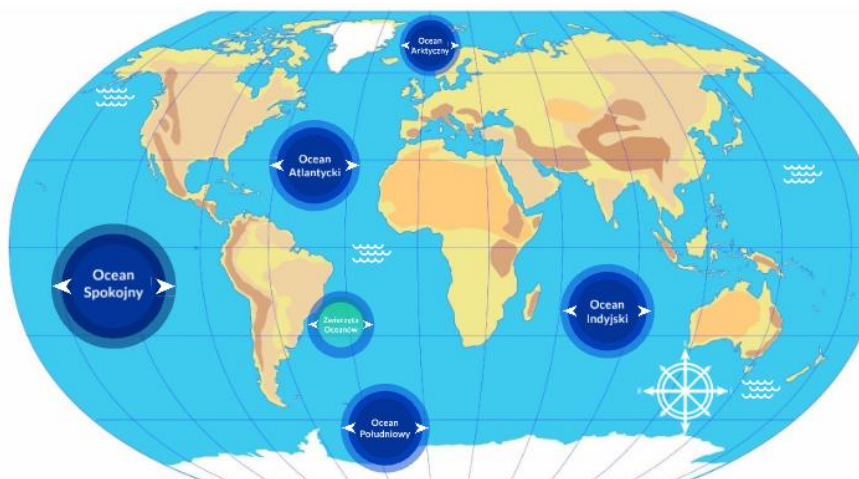 Ocean
Arktyczny
Ocean
Atlantycki
Ocean
Spokojny
Ocean
Indyjski
Zwierzęta
Oceanów
Ocean
Południowy